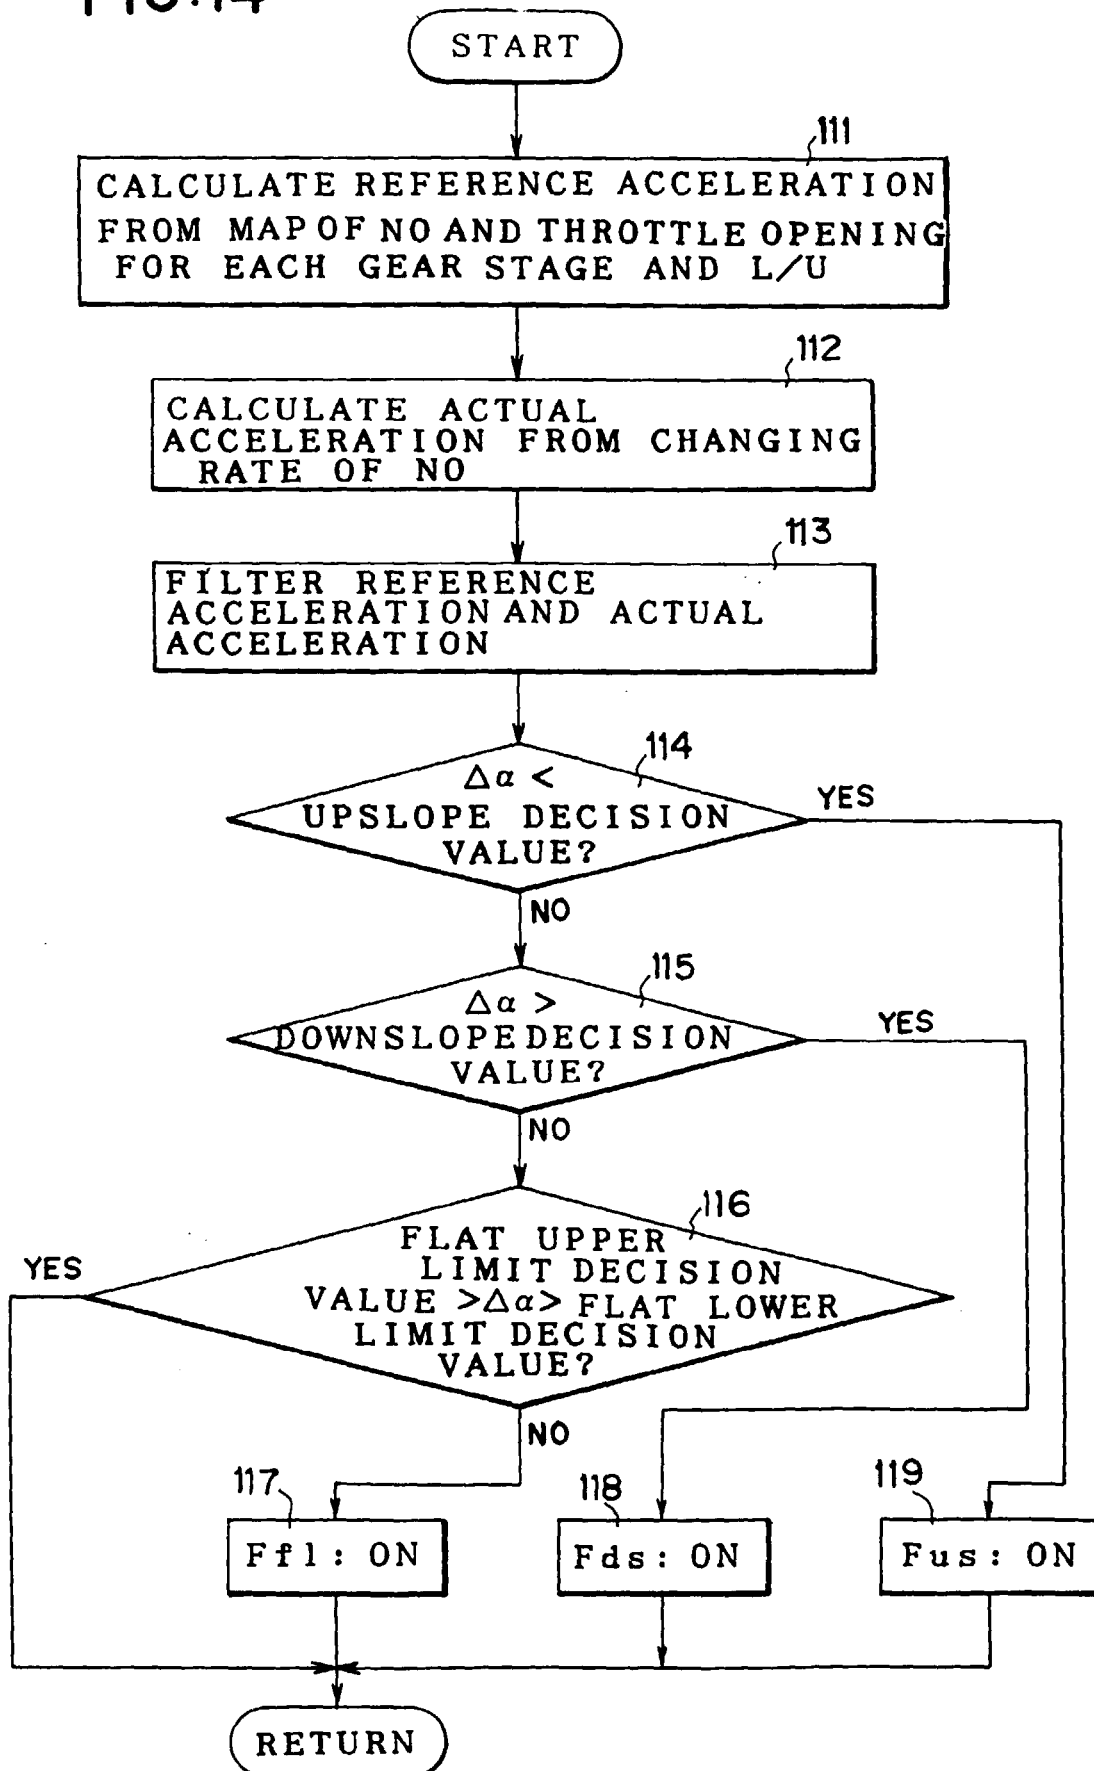 FIG.14
START
111
CALCULATE REFERENCE ACCELERATION
FROM MAP OF NO AND THROTTLE OPENING
FOR EACH GEAR STAGE AND L/U
112
CALCULATE ACTUAL
ACCELERATION FROM CHANGING
RATE OF NO
113
FILTER REFERENCE
ACCELERATION AND ACTUAL
ACCELERATION
114
Δα <
UPSLOPE DECISION
VALUE?
YES
NO
115
Δα >
DOWNSLOPE DECISION
VALUE?
YES
NO
116
FLAT UPPER
LIMIT DECISION
VALUE >Δα> FLAT LOWER
LIMIT DECISION
VALUE?
YES
NO
117
Ffl: ON
118
Fds: ON
119
Fus: ON
RETURN